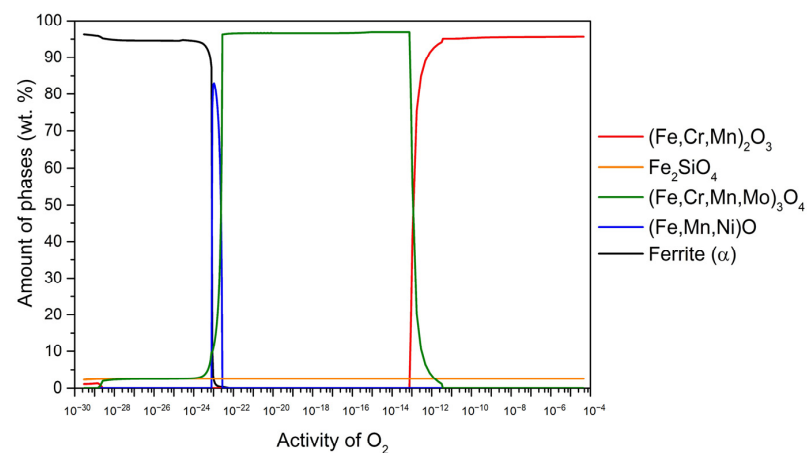 Amount of phases (wt. %)
100
90
80
70
60
50
40
30
20
10
0
10⁻³⁰ 10⁻²⁸ 10⁻²⁶ 10⁻²⁴ 10⁻²² 10⁻²⁰ 10⁻¹⁸ 10⁻¹⁶ 10⁻¹⁴ 10⁻¹² 10⁻¹⁰ 10⁻⁸ 10⁻⁶ 10⁻⁴
Activity of O₂
(Fe,Cr,Mn)₂O₃
Fe₂SiO₄
(Fe,Cr,Mn,Mo)₃O₄
(Fe,Mn,Ni)O
Ferrite (α)